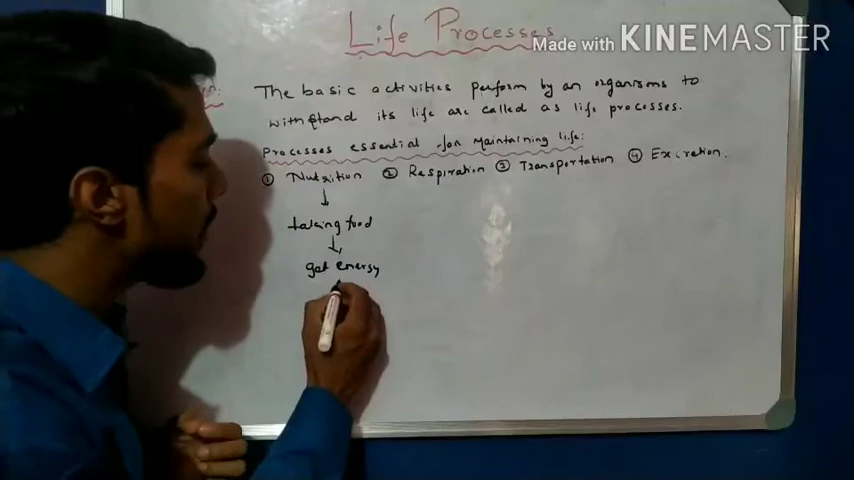 Life Processes
Made with KINEMASTER
The basic activities perform by an organisms to
withstand its life are called as life processes.
Processes essential for Maintaining life:
① Nutrition ② Respiration ③ Transportation ④ Excretion.
taking food
get energy